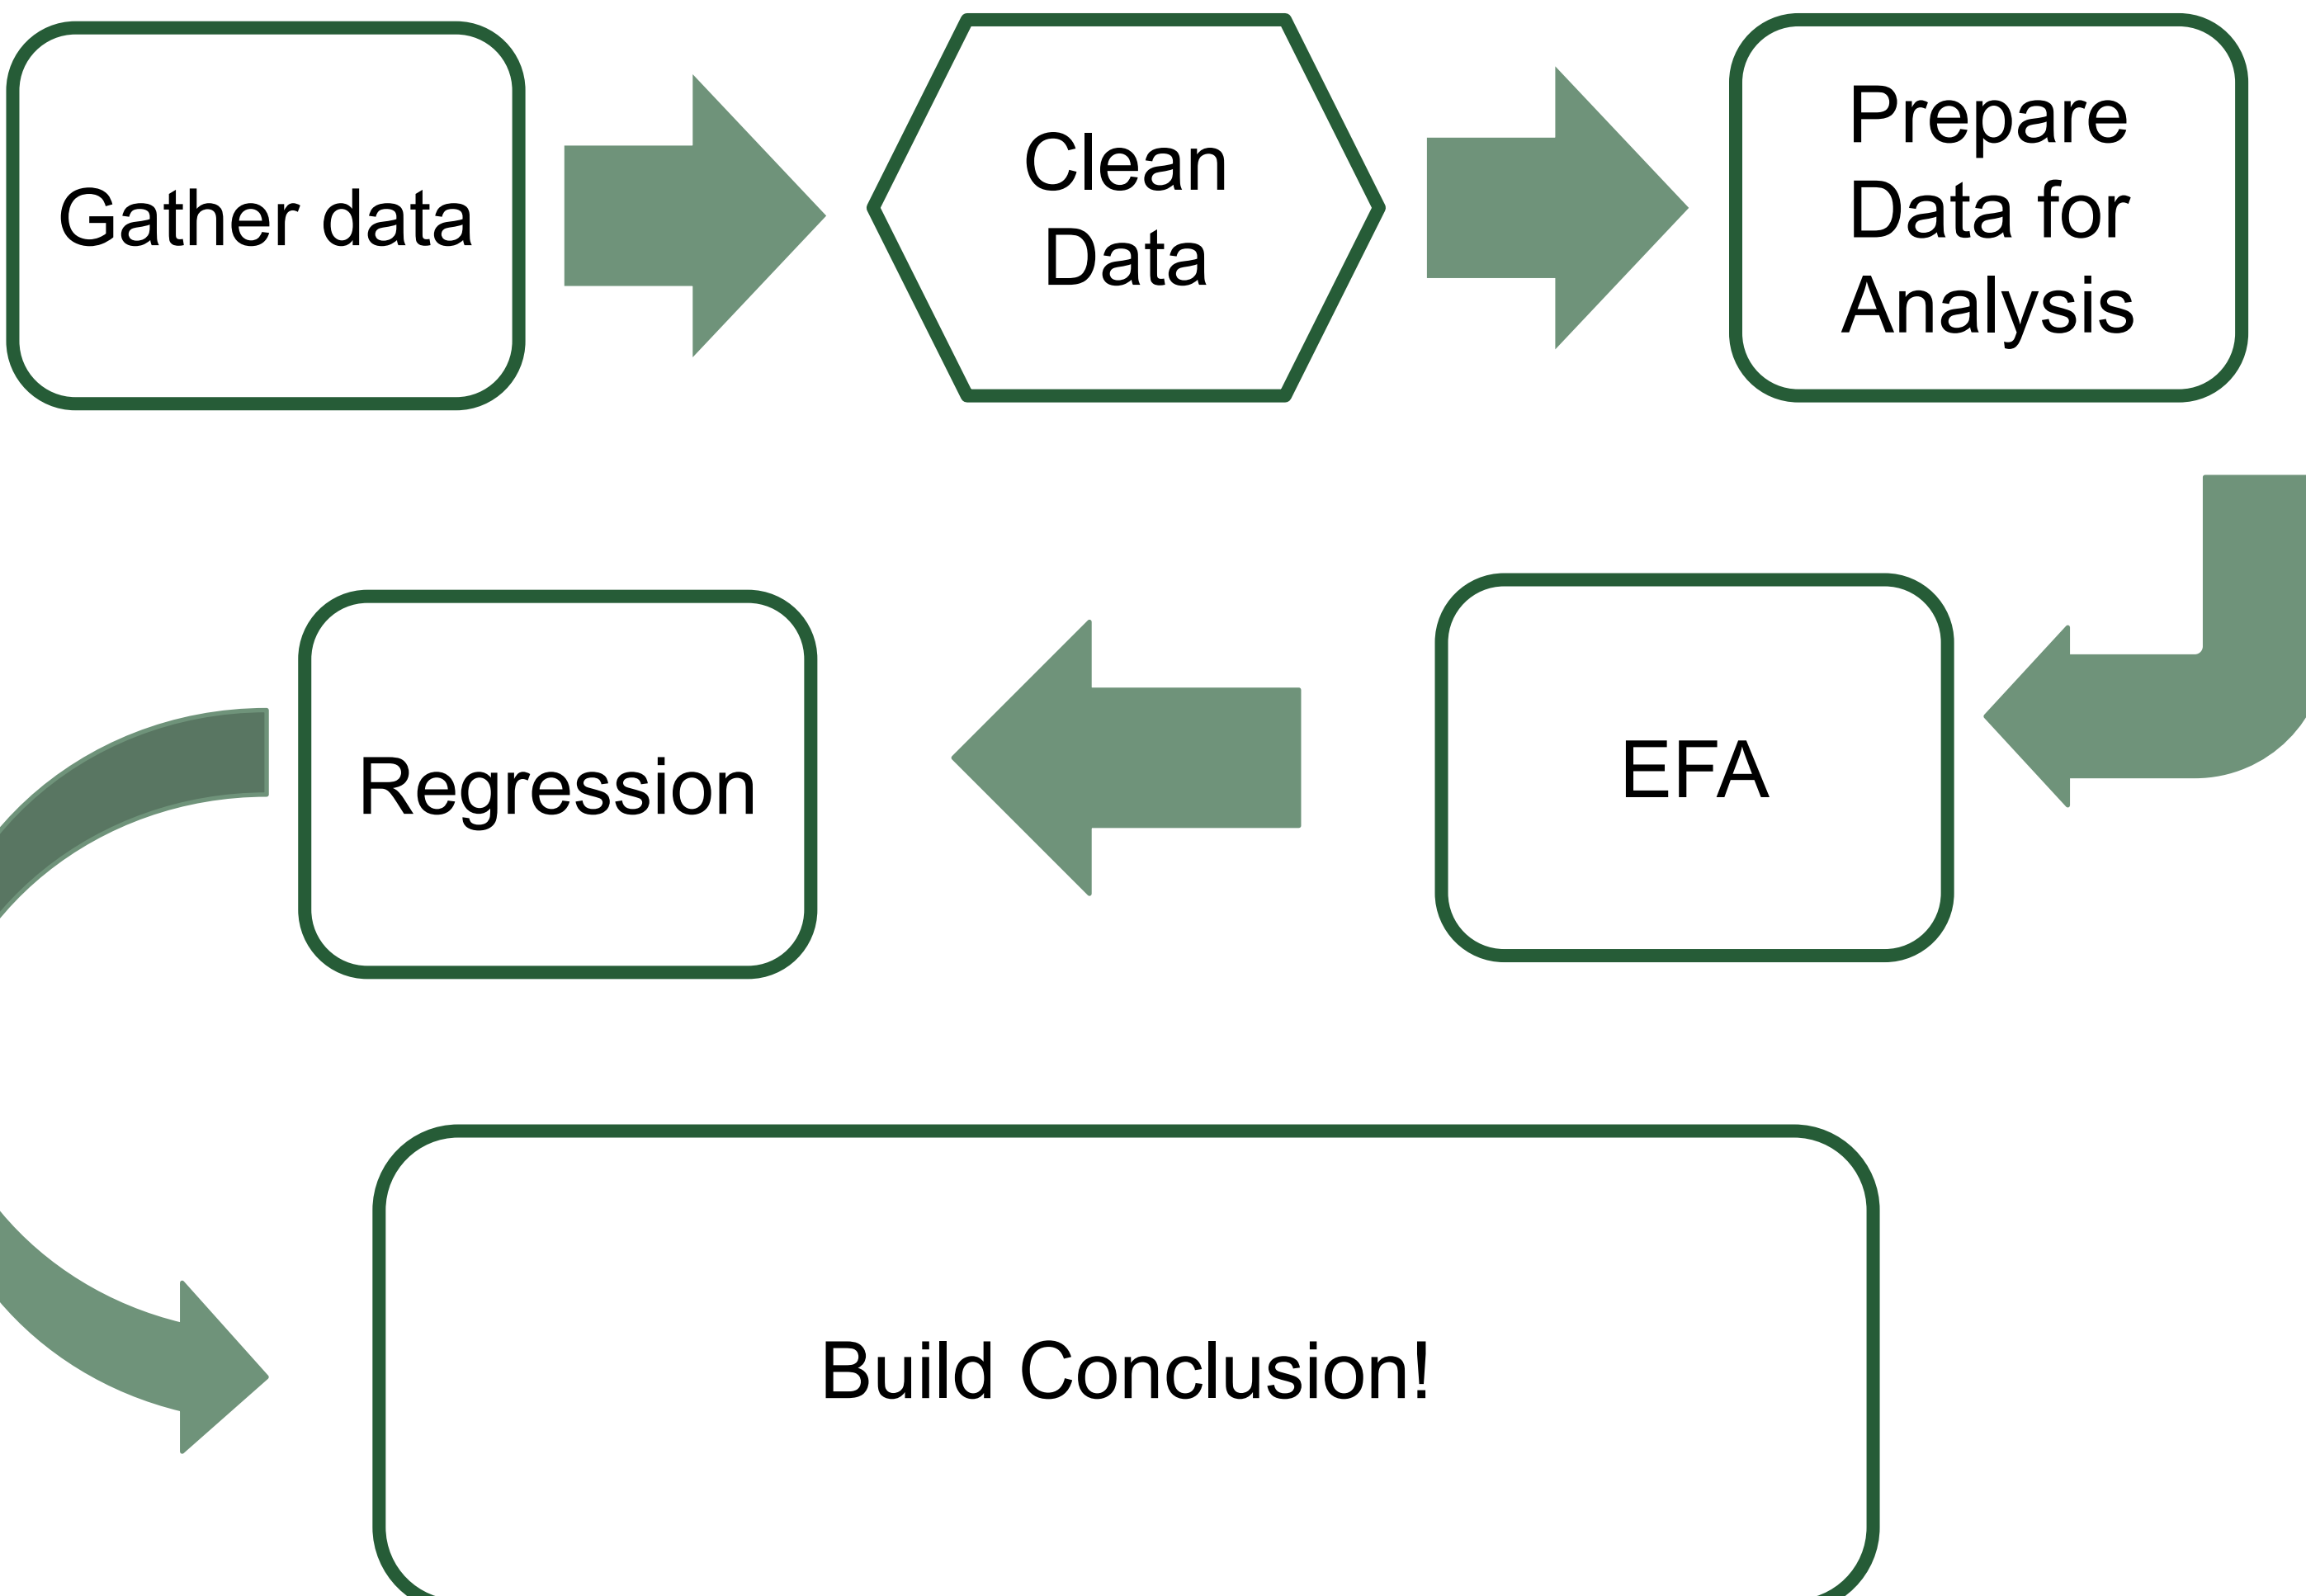 Gather data
Clean
Data
Prepare
Data for
Analysis
Regression
EFA
Build Conclusion!